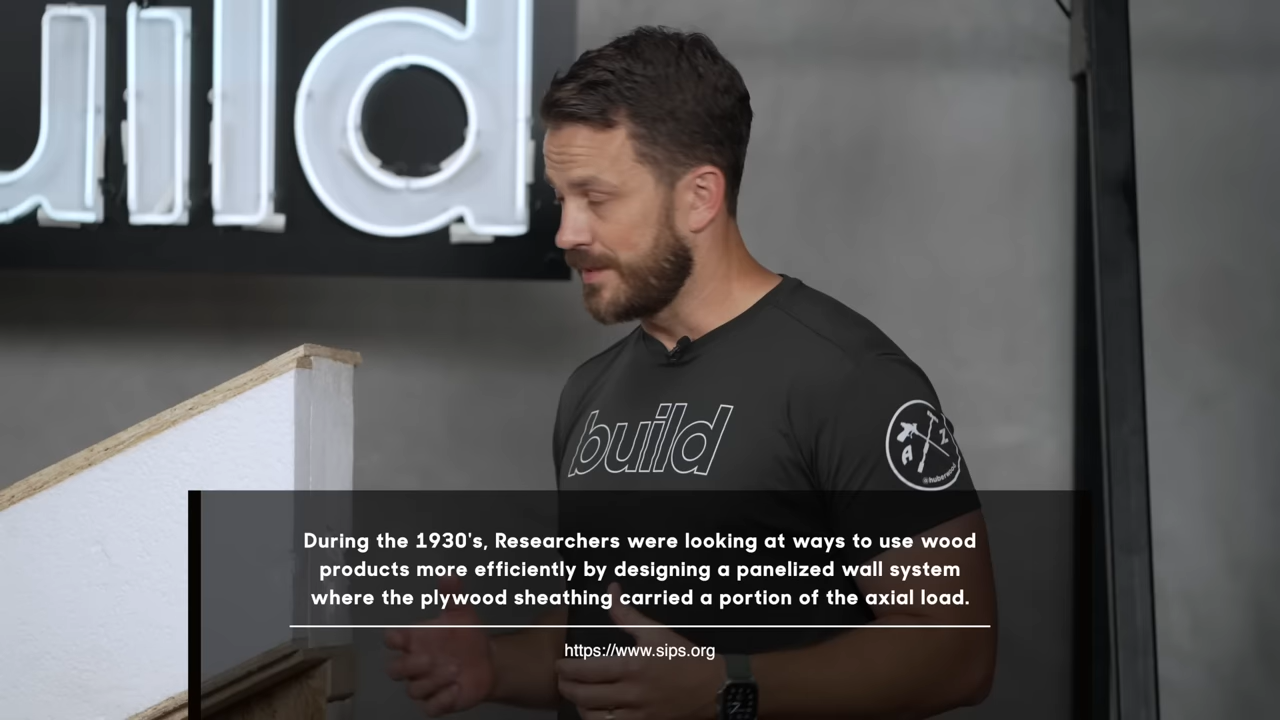 uild
build
A Z
@huberwood
During the 1930's, Researchers were looking at ways to use wood
products more efficiently by designing a panelized wall system
where the plywood sheathing carried a portion of the axial load.
https://www.sips.org